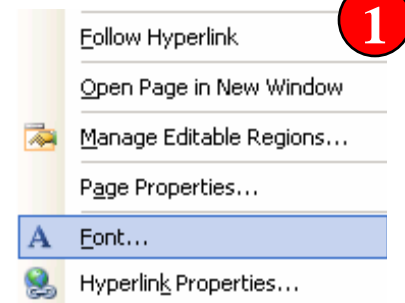 1
Follow Hyperlink
Open Page in New Window
Manage Editable Regions...
Page Properties...
A Font...
Hyperlink Properties...